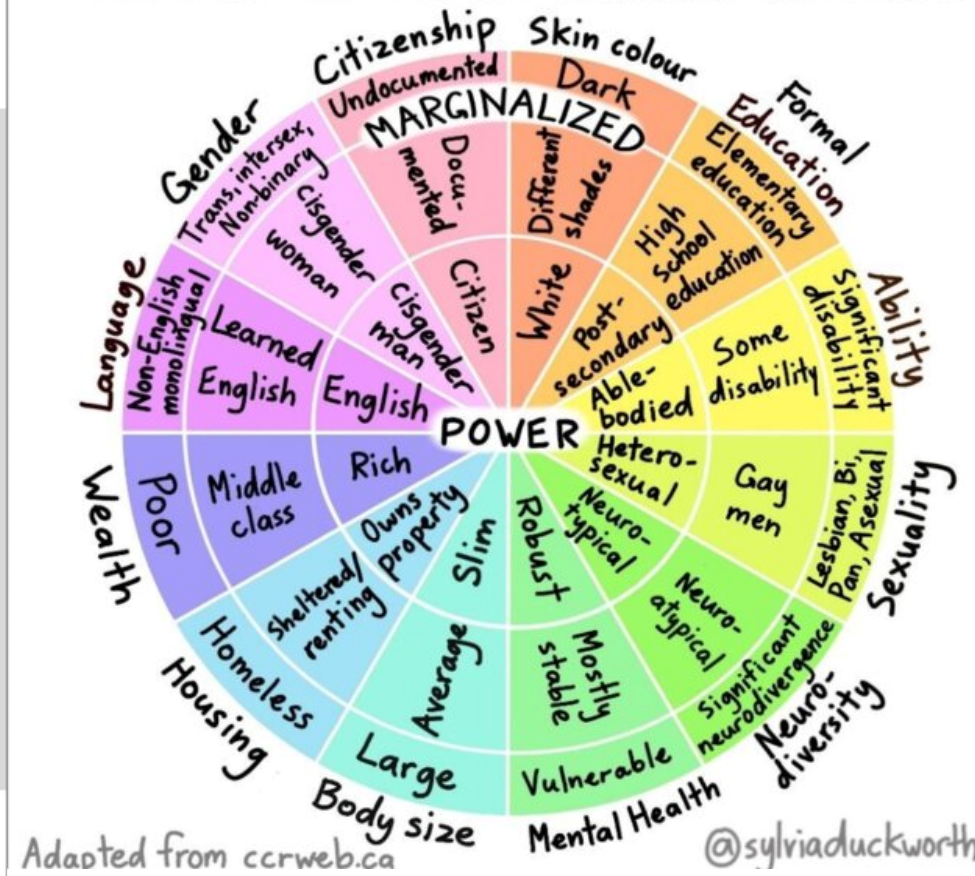 Citizenship
Undocumented
Docu-
mented
Citizen
Skin colour
Dark
Different
shades
White
Formal
Education
Elementary
education
High
School
education
Post-
secondary
Ability
Significant
disability
Some
disability
Able-
bodied
Sexuality
Lesbian, Bi,
Pan, Asexual
Gay
men
Hetero-
sexual
Neuro-
diversity
Significant
neurodivergence
Neuro-
atypical
Neuro-
typical
Mental Health
Vulnerable
Mostly
stable
Robust
Body size
Large
Average
Slim
Housing
Homeless
Sheltered/
renting
Owns
property
Wealth
Poor
Middle
class
Rich
Language
Non-English
monolingual
Learned
English
English
Gender
Trans, intersex,
Non-binary
Cisgender
woman
Cisgender
man
MARGINALIZED
POWER
Adapted from ccrweb.ca
@sylviaduckworth